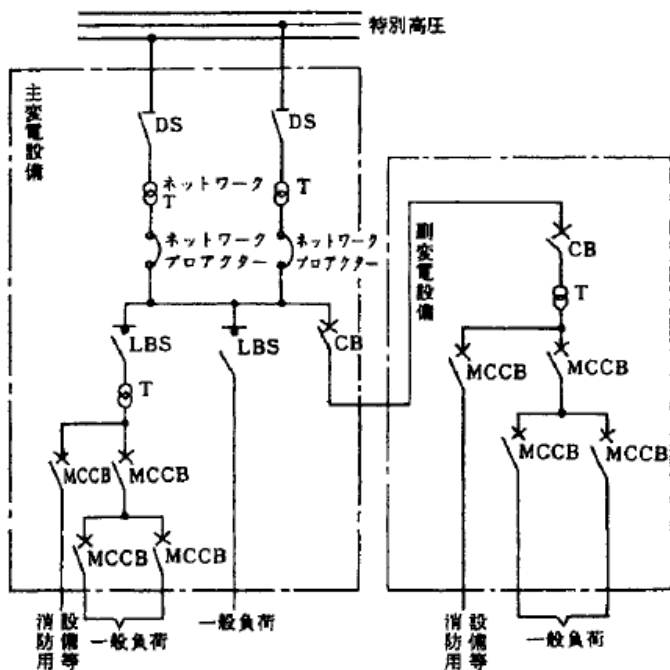 特別高圧
主変電設備
DS
DS
ネットワーク
T
T
ネットワーク
プロアクター
ネットワーク
プロアクター
副変電設備
CB
T
LBS
LBS
CB
T
MCCB
MCCB
MCCB
MCCB
MCCB
MCCB
MCCB
MCCB
消防用
設備等
一般負荷
一般負荷
消防用
設備等
一般負荷